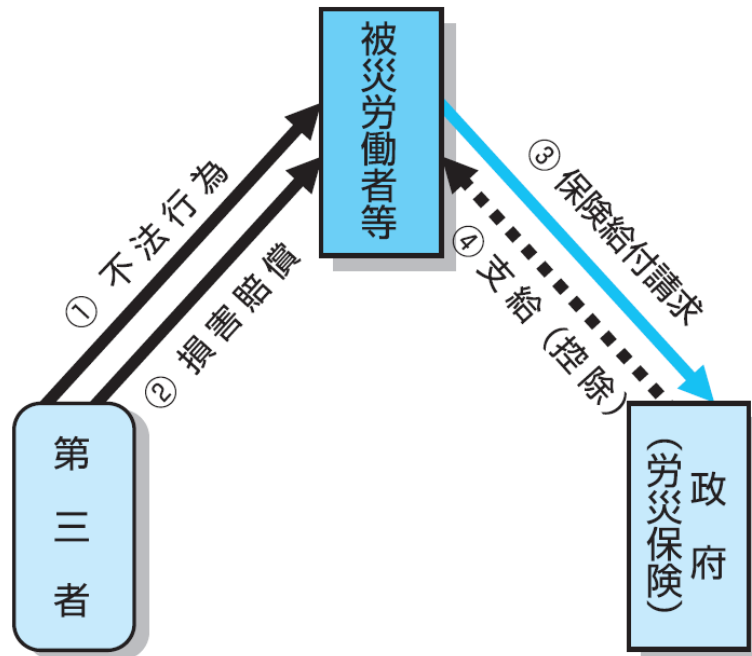 被災労働者等
① 不法行為
② 損害賠償
③ 保険給付請求
④ 支給（控除）
第三者
政府
（労災保険）